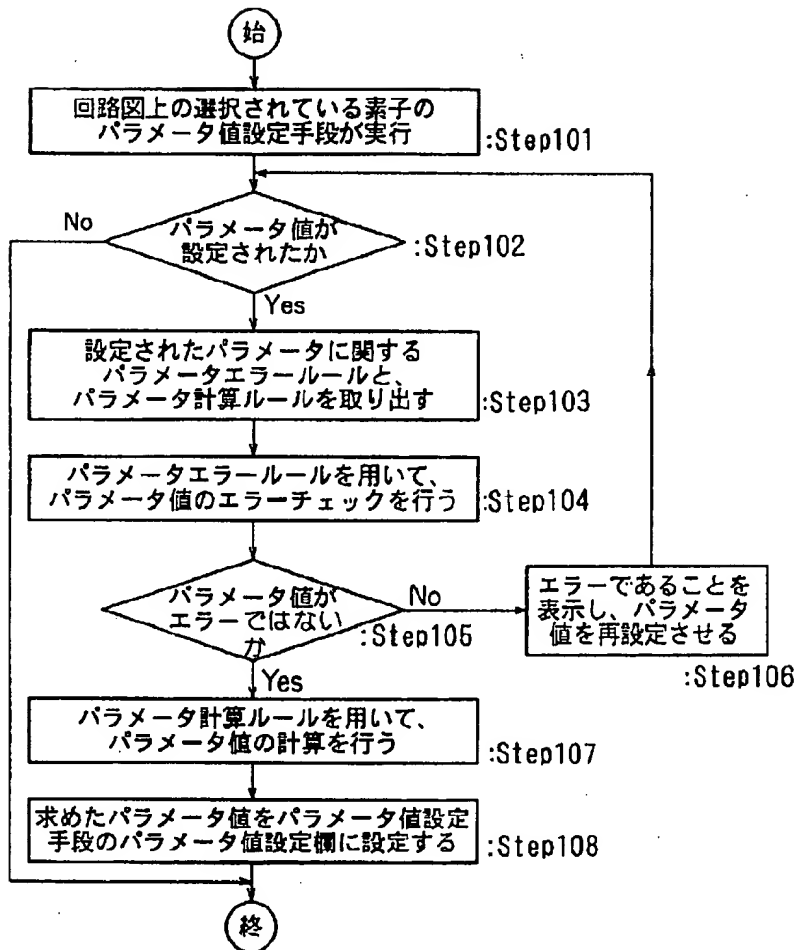 始
回路図上の選択されている素子の
パラメータ値設定手段が実行
:Step101
No
パラメータ値が
設定されたか
:Step102
Yes
設定されたパラメータに関する
パラメータエラールールと、
パラメータ計算ルールを取り出す
:Step103
パラメータエラールールを用いて、
パラメータ値のエラーチェックを行う
:Step104
パラメータ値が
エラーではない
か
:Step105
No
エラーであることを
表示し、パラメータ
値を再設定させる
:Step106
Yes
パラメータ計算ルールを用いて、
パラメータ値の計算を行う
:Step107
求めたパラメータ値をパラメータ値設定
手段のパラメータ値設定欄に設定する
:Step108
終